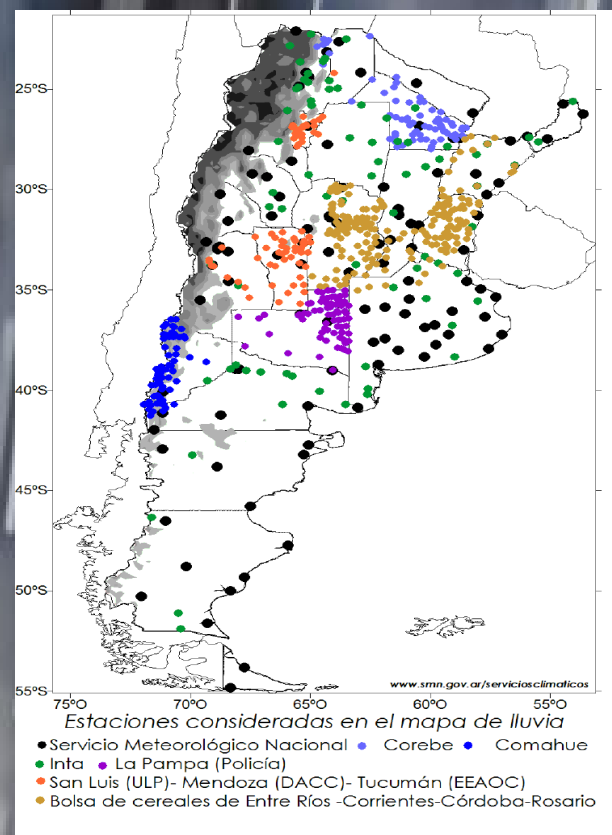 25°S
30°S
35°S
40°S
45°S
50°S
55°S
75°O 70°O 65°O 60°O 55°O
www.smn.gov.ar/serviciosclimaticos
Estaciones consideradas en el mapa de lluvia
Servicio Meteorológico Nacional Corebe Comahue
Inta La Pampa (Policía)
San Luis (ULP)- Mendoza (DACC)- Tucumán (EEAOC)
Bolsa de cereales de Entre Ríos -Corrientes-Córdoba-Rosario